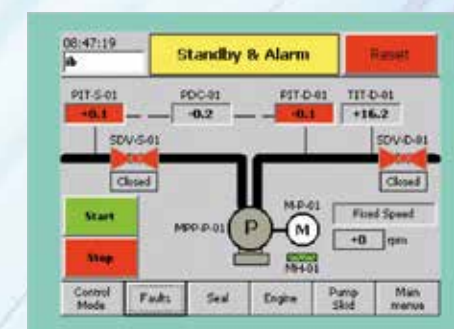 08:47:19
Standby & Alarm
Reset
PIT-S-01
PDC-01
PIT-D-01
TIT-D-01
+0.1
-0.2
-0.1
+16.2
SDV-S-01
SDV-D-01
Closed
Closed
Start
Stop
MPP-P-01
P
M-P-01
M
MH-01
Fixed Speed
+0
rpm
Control Mode
Faults
Seal
Engine
Pump Skid
Main menus